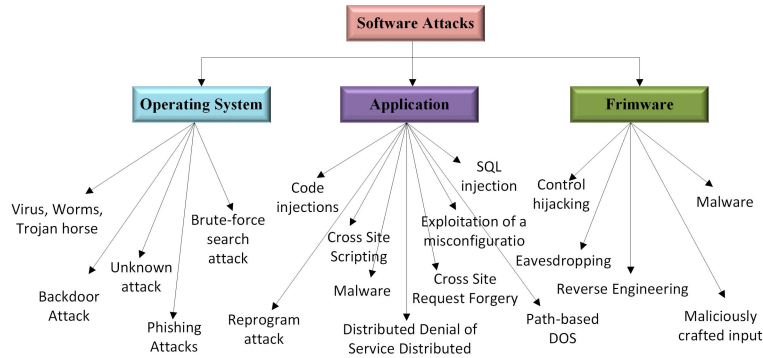 Software Attacks
Operating System
Application
Frimware
Virus, Worms,
Trojan horse
Backdoor
Attack
Unknown
attack
Phishing
Attacks
Brute-force
search
attack
Code
injections
Reprogram
attack
Cross Site
Scripting
Malware
Distributed Denial of
Service Distributed
Cross Site
Request Forgery
Exploitation of a
misconfiguratio
SQL
injection
Path-based
DOS
Control
hijacking
Eavesdropping
Reverse Engineering
Malware
Maliciously
crafted input